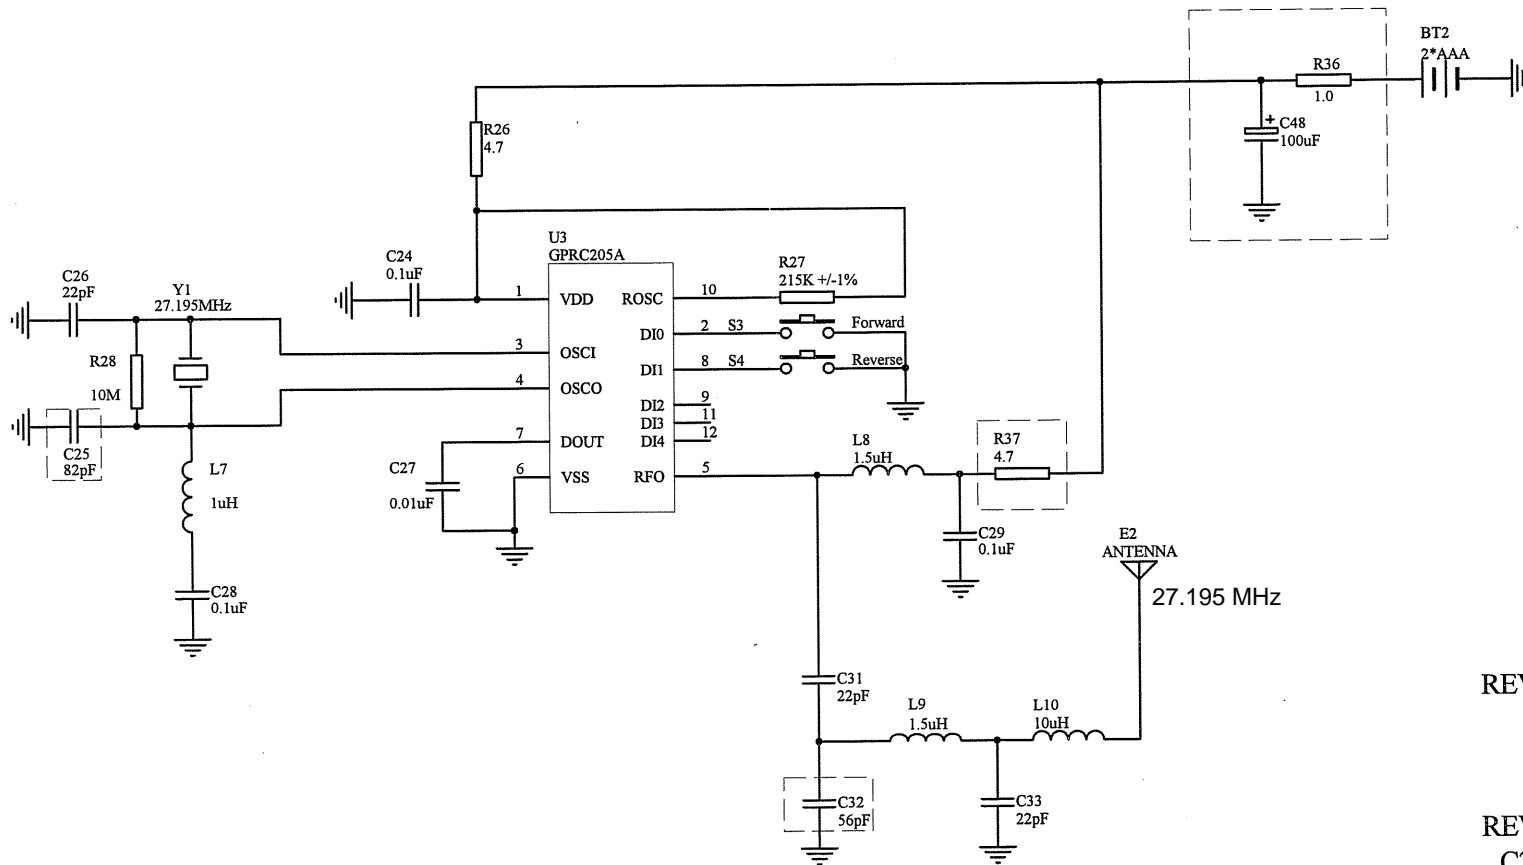 BT2
2*AAA
R36
1.0
+
C48
100uF
R26
4.7
U3
GPRC205A
C24
0.1uF
R27
215K +/-1%
C26
22pF
Y1
27.195MHz
1
VDD
ROSC
10
DI0
2
S3
Forward
3
OSCI
DI1
8
S4
Reverse
R28
10M
4
OSCO
DI2
9
DI3
11
DI4
12
C25
82pF
7
DOUT
6
VSS
RFO
5
L8
1.5uH
R37
4.7
L7
1uH
C27
0.01uF
C29
0.1uF
E2
ANTENNA
27.195 MHz
C28
0.1uF
C31
22pF
L9
1.5uH
L10
10uH
C32
56pF
C33
22pF